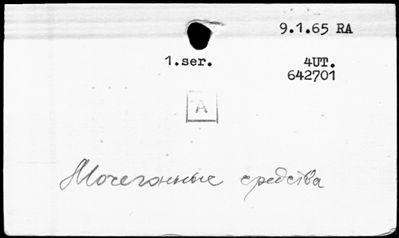 9.1.65 RA
1.ser. 4UT.
642701
A
Мочегонные средства